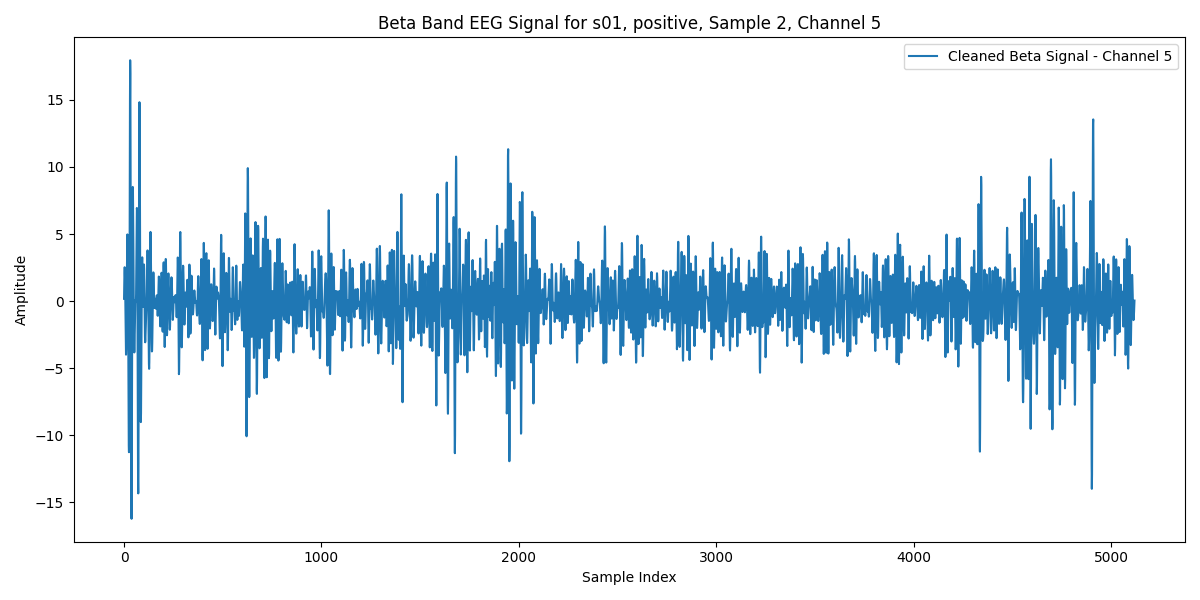 Beta Band EEG Signal for s01, positive, Sample 2, Channel 5
Cleaned Beta Signal - Channel 5
15
10
5
0
−5
−10
−15
Amplitude
0 1000 2000 3000 4000 5000
Sample Index